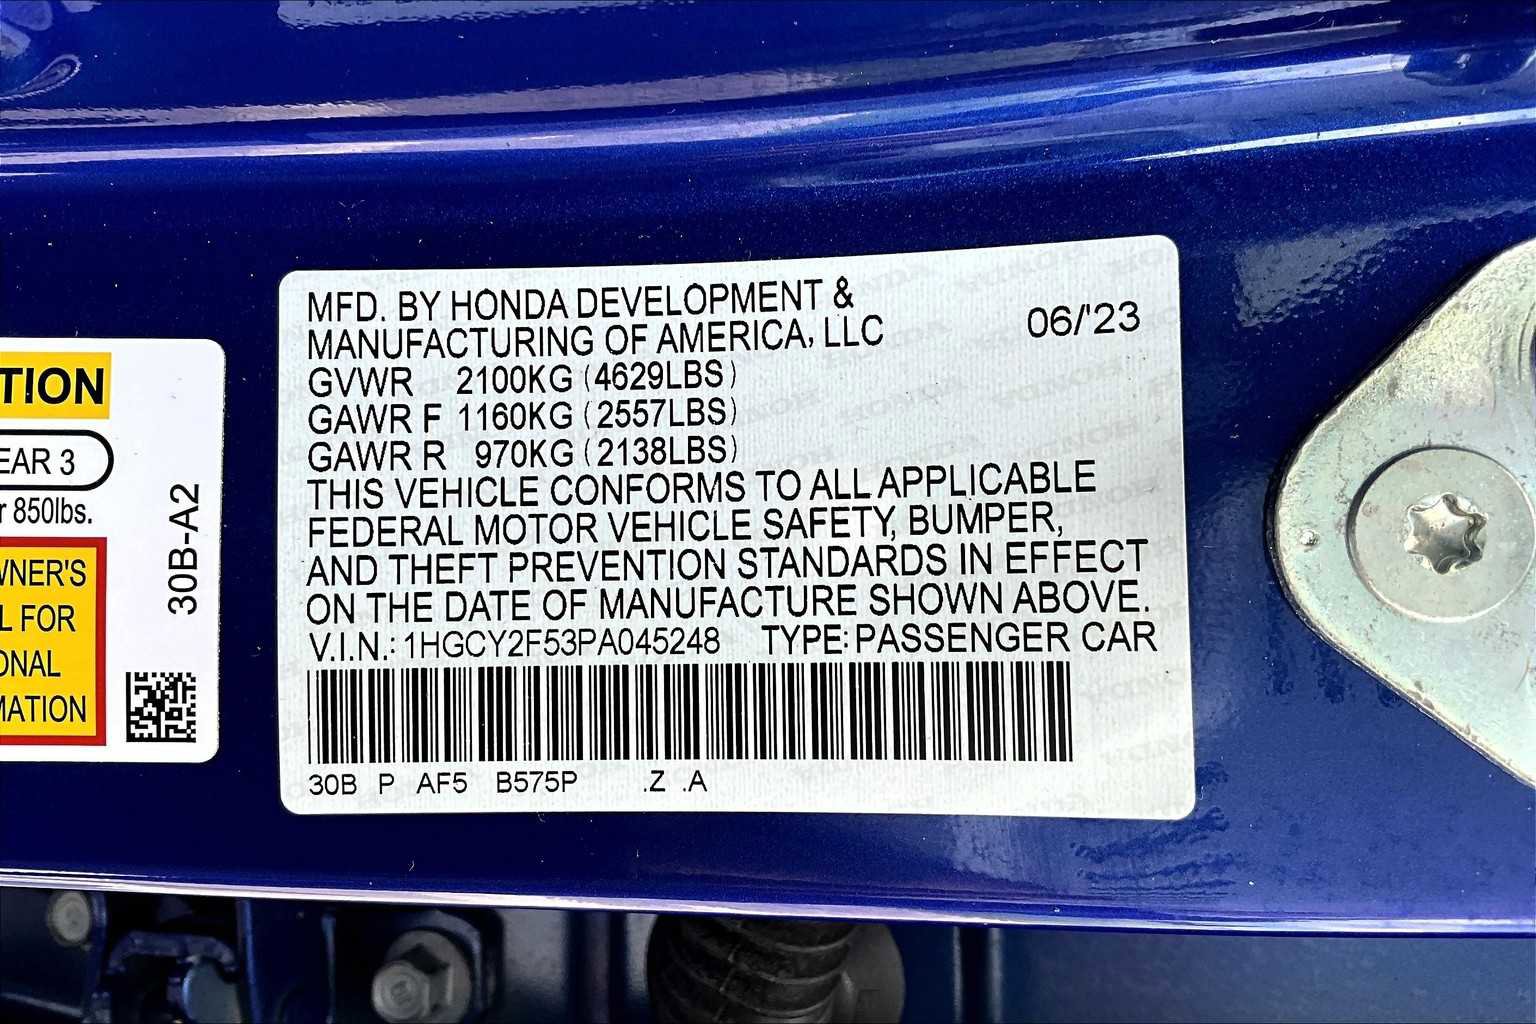 TION
EAR 3
r 850lbs.
WNER'S
L FOR
ONAL
MATION
30B-A2
MFD. BY HONDA DEVELOPMENT &
MANUFACTURING OF AMERICA, LLC
06/'23
GVWR 2100KG (4629LBS)
GAWR F 1160KG (2557LBS)
GAWR R 970KG (2138LBS)
THIS VEHICLE CONFORMS TO ALL APPLICABLE
FEDERAL MOTOR VEHICLE SAFETY, BUMPER,
AND THEFT PREVENTION STANDARDS IN EFFECT
ON THE DATE OF MANUFACTURE SHOWN ABOVE.
V.I.N.: 1HGCY2F53PA045248 TYPE: PASSENGER CAR
30B P AF5 B575P .Z .A